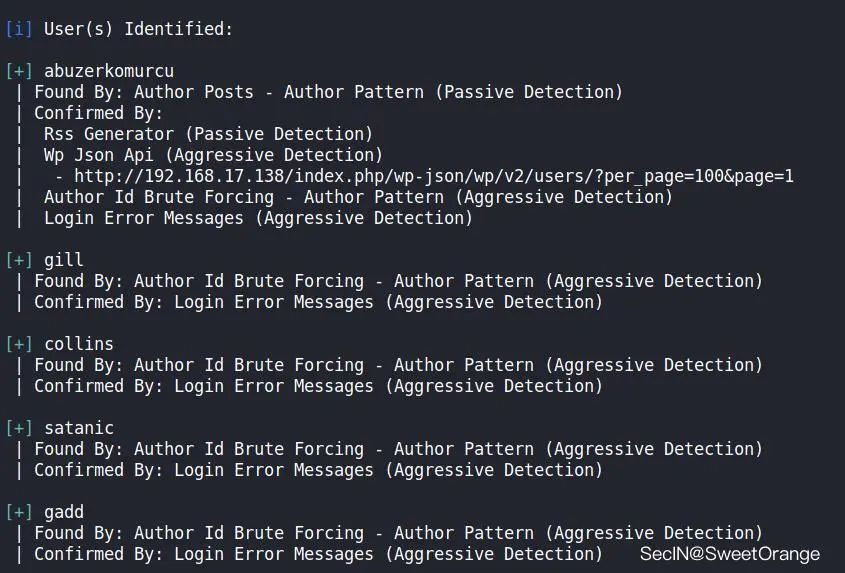 [i] User(s) Identified:
[+] abuzerkomurcu
| Found By: Author Posts - Author Pattern (Passive Detection)
| Confirmed By:
|  Rss Generator (Passive Detection)
|  Wp Json Api (Aggressive Detection)
|   - http://192.168.17.138/index.php/wp-json/wp/v2/users/?per_page=100&page=1
|  Author Id Brute Forcing - Author Pattern (Aggressive Detection)
|  Login Error Messages (Aggressive Detection)
[+] gill
| Found By: Author Id Brute Forcing - Author Pattern (Aggressive Detection)
| Confirmed By: Login Error Messages (Aggressive Detection)
[+] collins
| Found By: Author Id Brute Forcing - Author Pattern (Aggressive Detection)
| Confirmed By: Login Error Messages (Aggressive Detection)
[+] satanic
| Found By: Author Id Brute Forcing - Author Pattern (Aggressive Detection)
| Confirmed By: Login Error Messages (Aggressive Detection)
[+] gadd
| Found By: Author Id Brute Forcing - Author Pattern (Aggressive Detection)
| Confirmed By: Login Error Messages (Aggressive Detection)
SecIN@SweetOrange